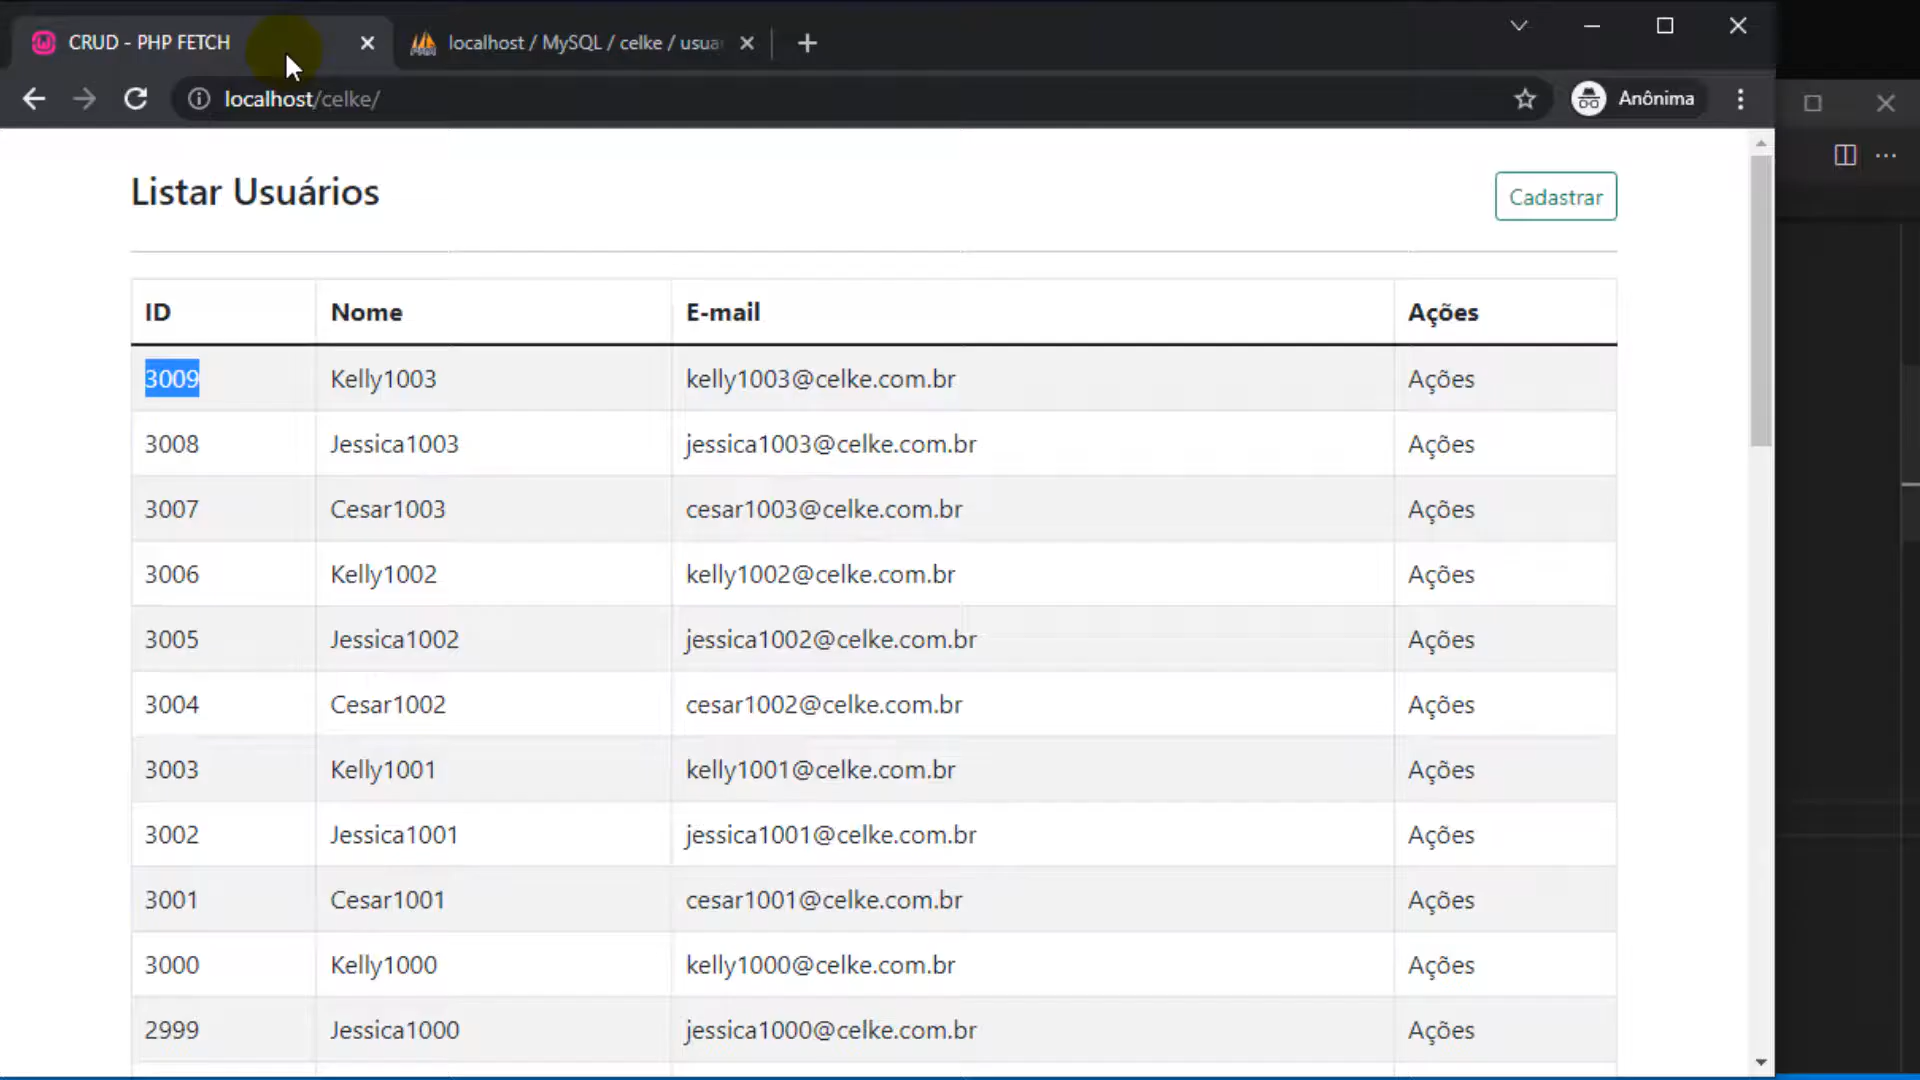 CRUD - PHP FETCH
localhost / MySQL / celke / usua
localhost/celke/
Anônima
Listar Usuários
Cadastrar
ID Nome E-mail Ações
3009 Kelly1003 kelly1003@celke.com.br Ações
3008 Jessica1003 jessica1003@celke.com.br Ações
3007 Cesar1003 cesar1003@celke.com.br Ações
3006 Kelly1002 kelly1002@celke.com.br Ações
3005 Jessica1002 jessica1002@celke.com.br Ações
3004 Cesar1002 cesar1002@celke.com.br Ações
3003 Kelly1001 kelly1001@celke.com.br Ações
3002 Jessica1001 jessica1001@celke.com.br Ações
3001 Cesar1001 cesar1001@celke.com.br Ações
3000 Kelly1000 kelly1000@celke.com.br Ações
2999 Jessica1000 jessica1000@celke.com.br Ações